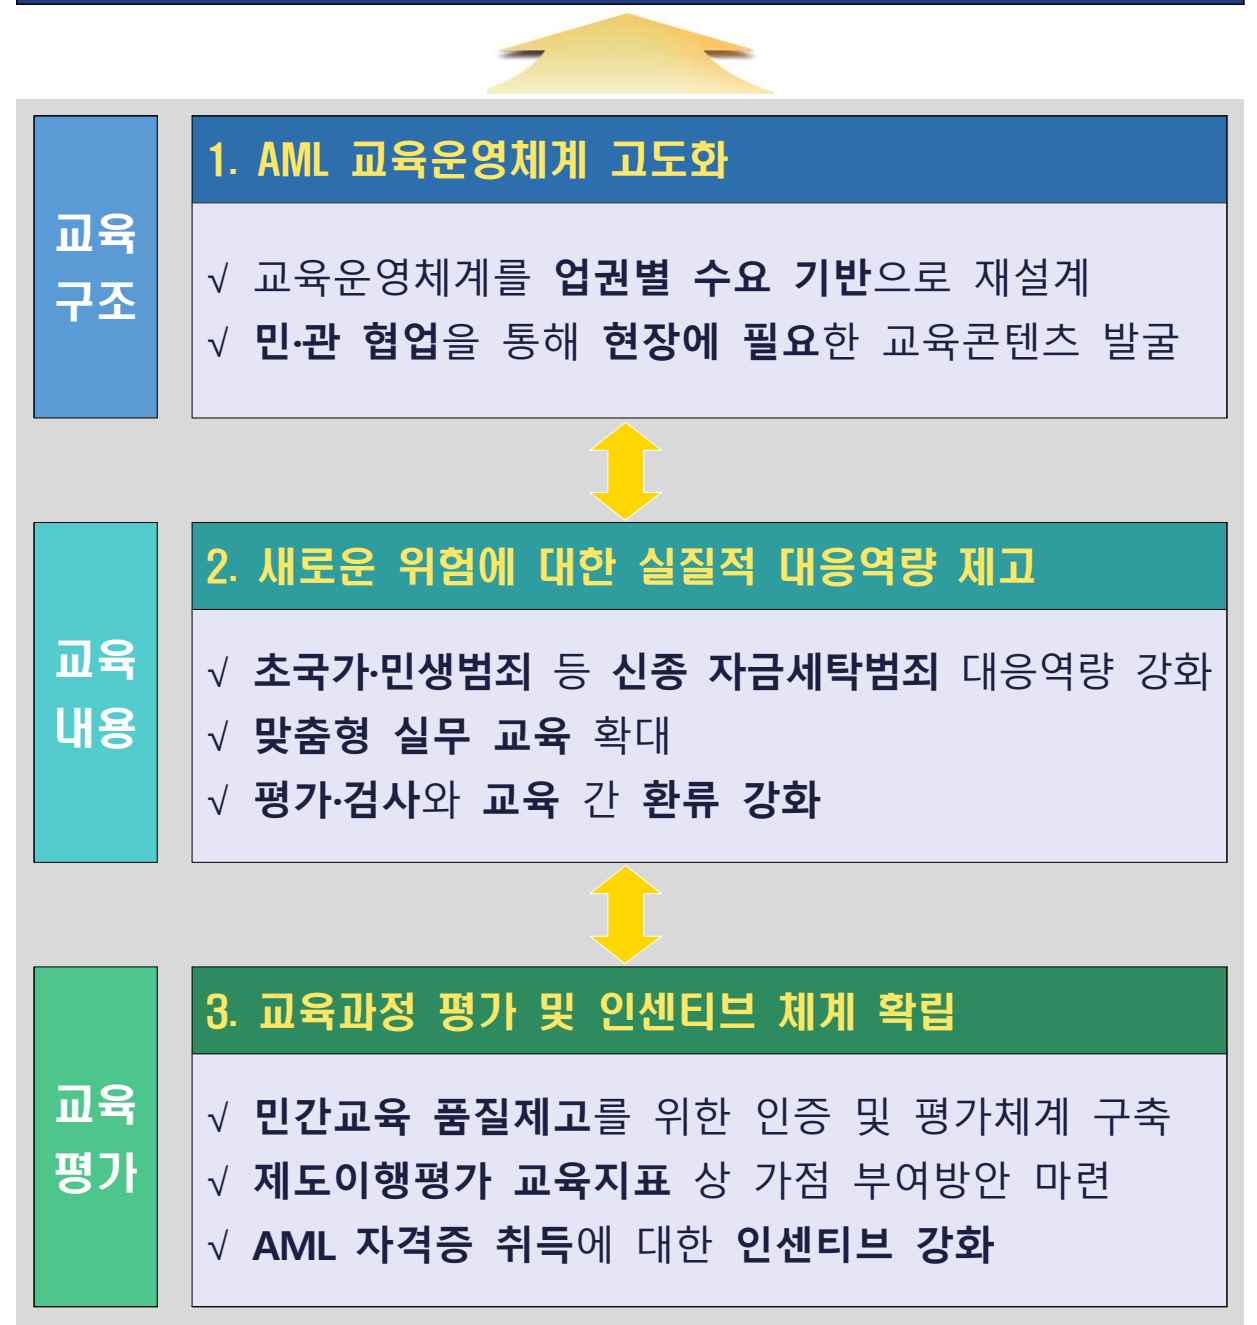 교육
구조
1. AML 교육운영체계 고도화
√ 교육운영체계를 업권별 수요 기반으로 재설계
√ 민·관 협업을 통해 현장에 필요한 교육콘텐츠 발굴
교육
내용
2. 새로운 위험에 대한 실질적 대응역량 제고
√ 초국가·민생범죄 등 신종 자금세탁범죄 대응역량 강화
√ 맞춤형 실무 교육 확대
√ 평가·검사와 교육 간 환류 강화
교육
평가
3. 교육과정 평가 및 인센티브 체계 확립
√ 민간교육 품질제고를 위한 인증 및 평가체계 구축
√ 제도이행평가 교육지표 상 가점 부여방안 마련
√ AML 자격증 취득에 대한 인센티브 강화